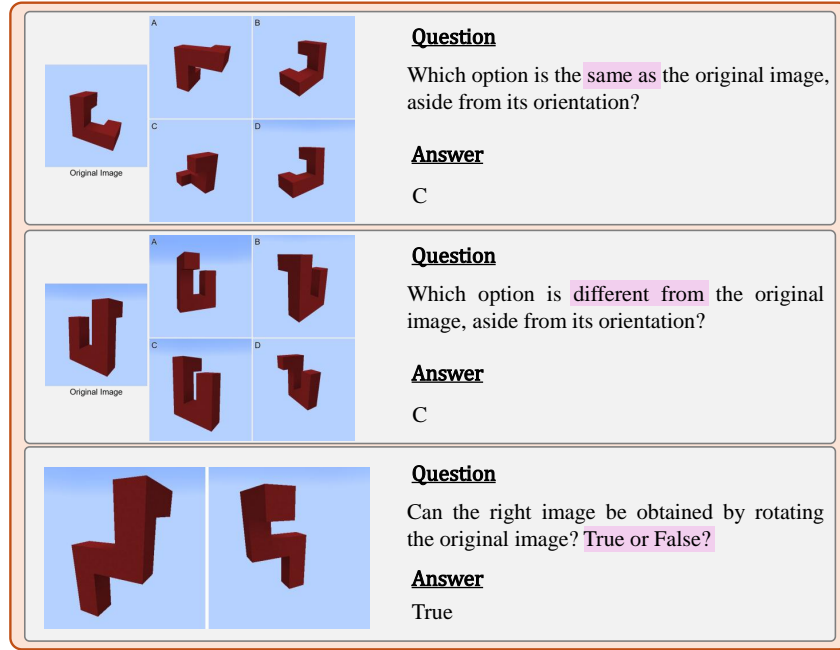 A
B
C
D
Original Image
Question
Which option is the same as the original image,
aside from its orientation?
Answer
C
A
B
C
D
Original Image
Question
Which option is different from the original
image, aside from its orientation?
Answer
C
Question
Can the right image be obtained by rotating
the original image? True or False?
Answer
True